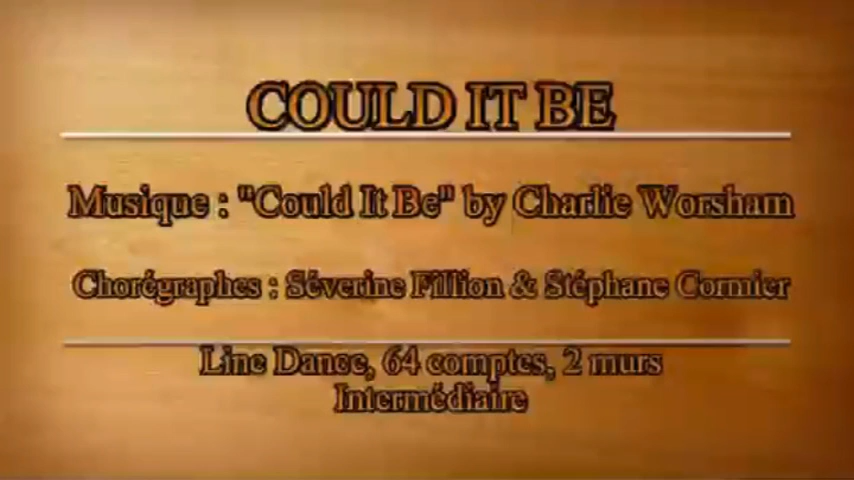 COULD IT BE
Musique : "Could It Be" by Charlie Worsham
Chorégraphes : Séverine Fillion & Stéphane Cormier
Line Dance, 64 comptes, 2 murs
Intermédiaire